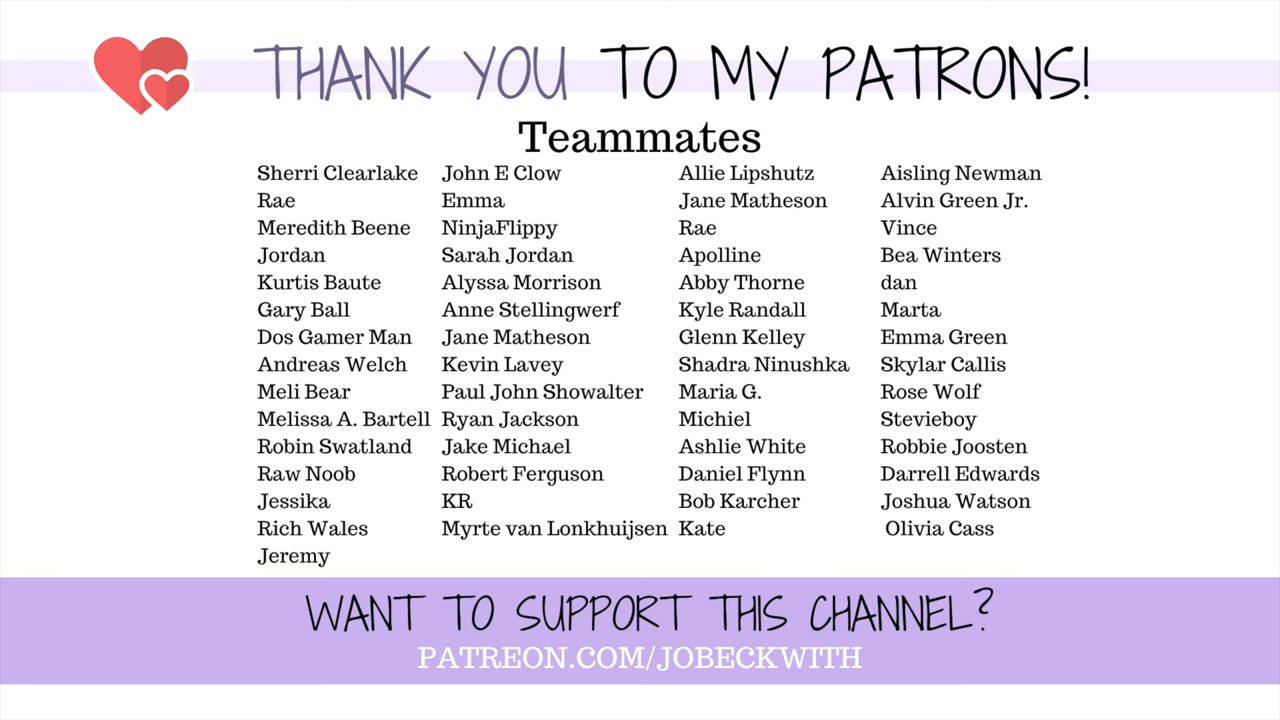 THANK YOU TO MY PATRONS!
Teammates
Sherri Clearlake
Rae
Meredith Beene
Jordan
Kurtis Baute
Gary Ball
Dos Gamer Man
Andreas Welch
Meli Bear
Melissa A. Bartell
Robin Swatland
Raw Noob
Jessika
Rich Wales
Jeremy
John E Clow
Emma
NinjaFlippy
Sarah Jordan
Alyssa Morrison
Anne Stellingwerf
Jane Matheson
Kevin Lavey
Paul John Showalter
Ryan Jackson
Jake Michael
Robert Ferguson
KR
Myrte van Lonkhuijsen
Allie Lipshutz
Jane Matheson
Rae
Apolline
Abby Thorne
Kyle Randall
Glenn Kelley
Shadra Ninushka
Maria G.
Michiel
Ashlie White
Daniel Flynn
Bob Karcher
Kate
Aisling Newman
Alvin Green Jr.
Vince
Bea Winters
dan
Marta
Emma Green
Skylar Callis
Rose Wolf
Stevieboy
Robbie Joosten
Darrell Edwards
Joshua Watson
Olivia Cass
WANT TO SUPPORT THIS CHANNEL?
PATREON.COM/JOBECKWITH